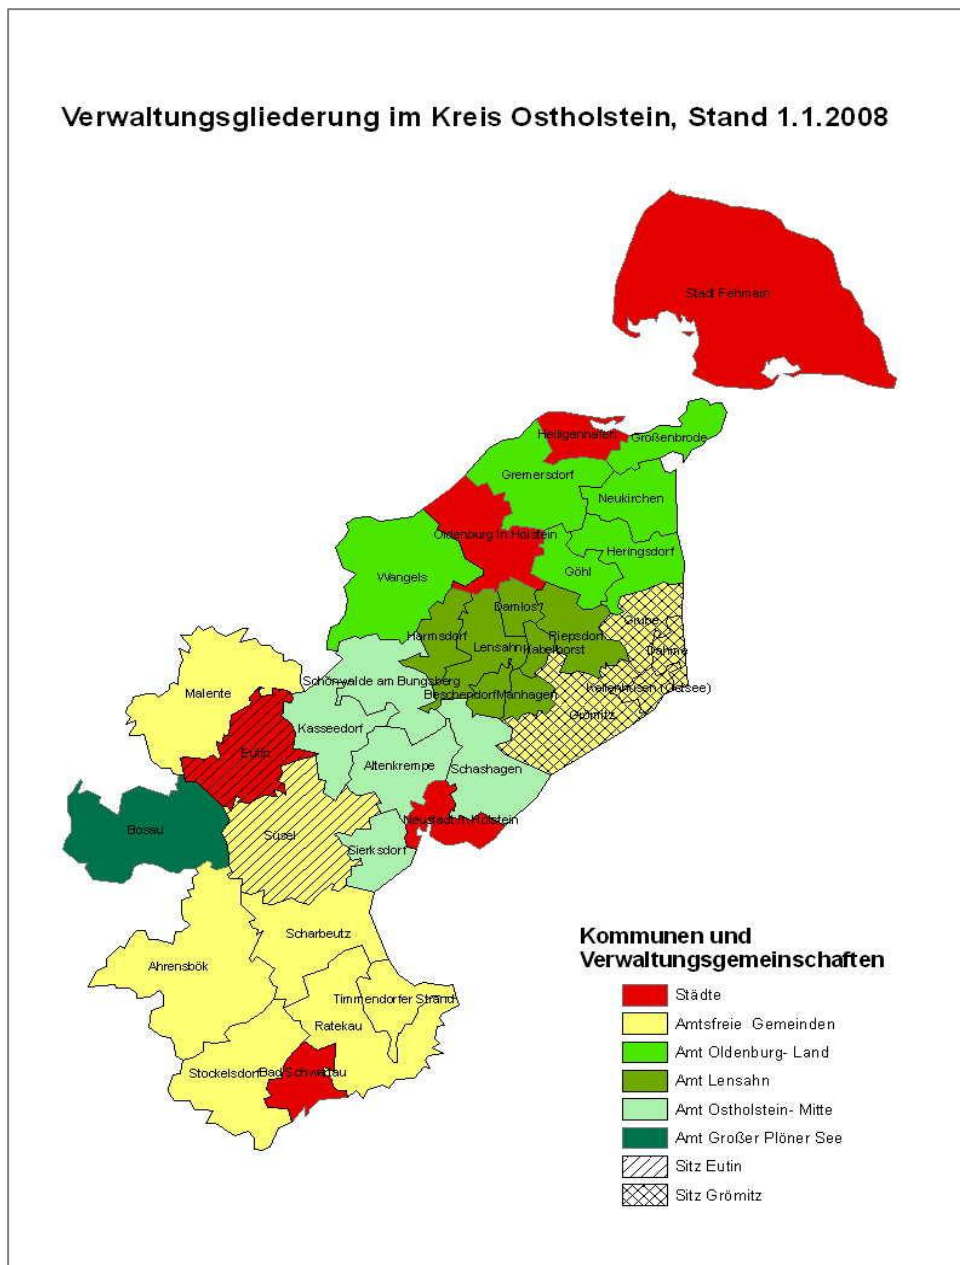 Verwaltungsgliederung im Kreis Ostholstein, Stand 1.1.2008
Stadt Fehmarn
Heiligenhafen
Großenbrode
Gremersdorf
Neukirchen
Oldenburg in Holstein
Heringsdorf
Göhl
Wangels
Damlos
Grube
Harmsdorf
Riepsdorf
Lensahn
Kabelhorst
Dahme
Schönwalde am Bungsberg
Kellenhusen (Ostsee)
Malente
Beschendorf
Manhagen
Grömitz
Kasseedorf
Eutin
Altenkrempe
Schashagen
Neustadt in Holstein
Bosau
Süsel
Sierksdorf
Scharbeutz
Ahrensbök
Timmendorfer Strand
Ratekau
Stockelsdorf
Bad Schwartau
Kommunen und
Verwaltungsgemeinschaften
Städte
Amtsfreie Gemeinden
Amt Oldenburg- Land
Amt Lensahn
Amt Ostholstein- Mitte
Amt Großer Plöner See
Sitz Eutin
Sitz Grömitz